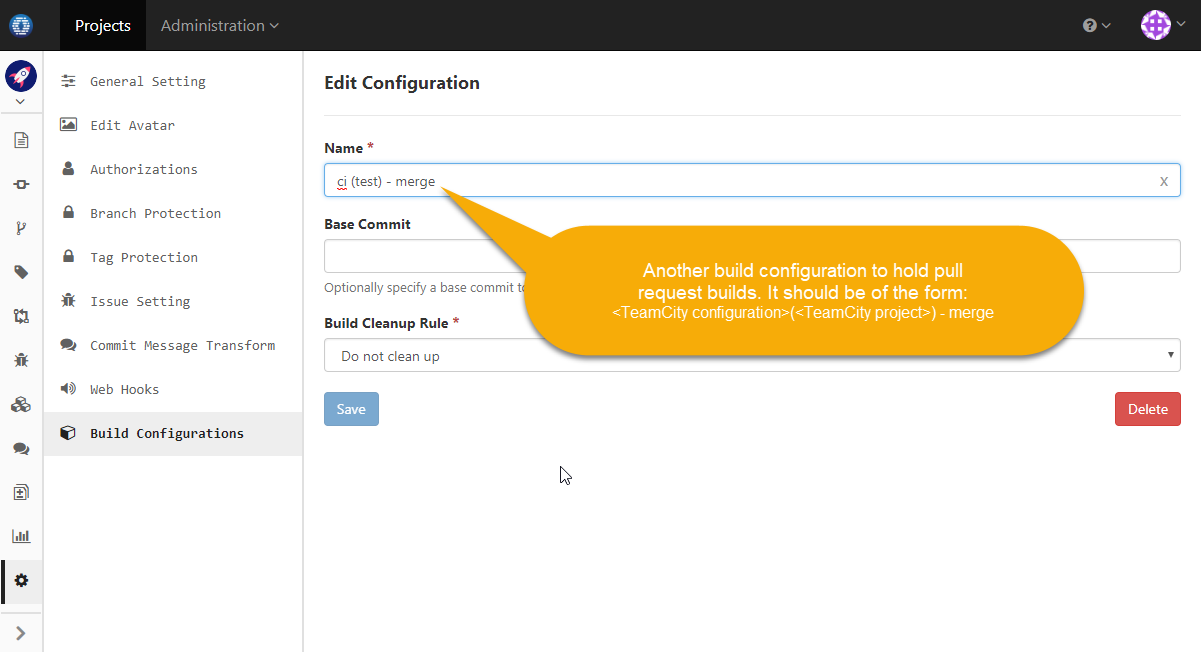 Projects
Administration
General Setting
Edit Avatar
Authorizations
Branch Protection
Tag Protection
Issue Setting
Commit Message Transform
Web Hooks
Build Configurations
Edit Configuration
Name *
ci (test) - merge
X
Base Commit
Optionally specify a base commit
Another build configuration to hold pull
request builds. It should be of the form:
<TeamCity configuration>(<TeamCity project>) - merge
Build Cleanup Rule *
Do not clean up
Save
Delete